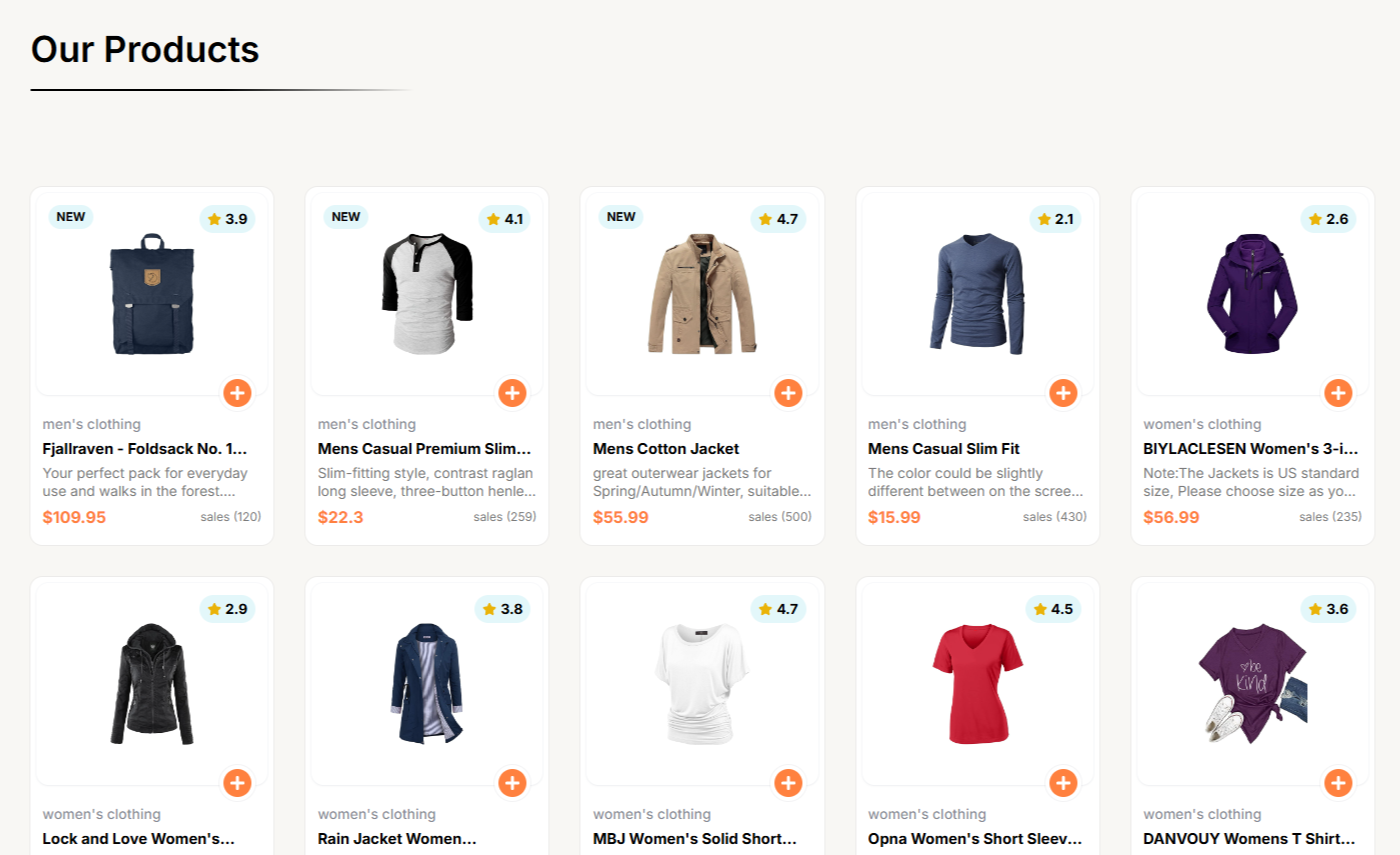 Our Products
NEW
3.9
men's clothing
Fjallraven - Foldsack No. 1...
Your perfect pack for everyday
use and walks in the forest....
$109.95
sales (120)
NEW
4.1
men's clothing
Mens Casual Premium Slim...
Slim-fitting style, contrast raglan
long sleeve, three-button henle...
$22.3
sales (259)
NEW
4.7
men's clothing
Mens Cotton Jacket
great outerwear jackets for
Spring/Autumn/Winter, suitable...
$55.99
sales (500)
2.1
men's clothing
Mens Casual Slim Fit
The color could be slightly
different between on the scree...
$15.99
sales (430)
2.6
women's clothing
BIYLACLESEN Women's 3-i...
Note:The Jackets is US standard
size, Please choose size as yo...
$56.99
sales (235)
2.9
women's clothing
Lock and Love Women's...
3.8
women's clothing
Rain Jacket Women...
4.7
women's clothing
MBJ Women's Solid Short...
4.5
women's clothing
Opna Women's Short Sleev...
3.6
be
kind
women's clothing
DANVOUY Womens T Shirt...